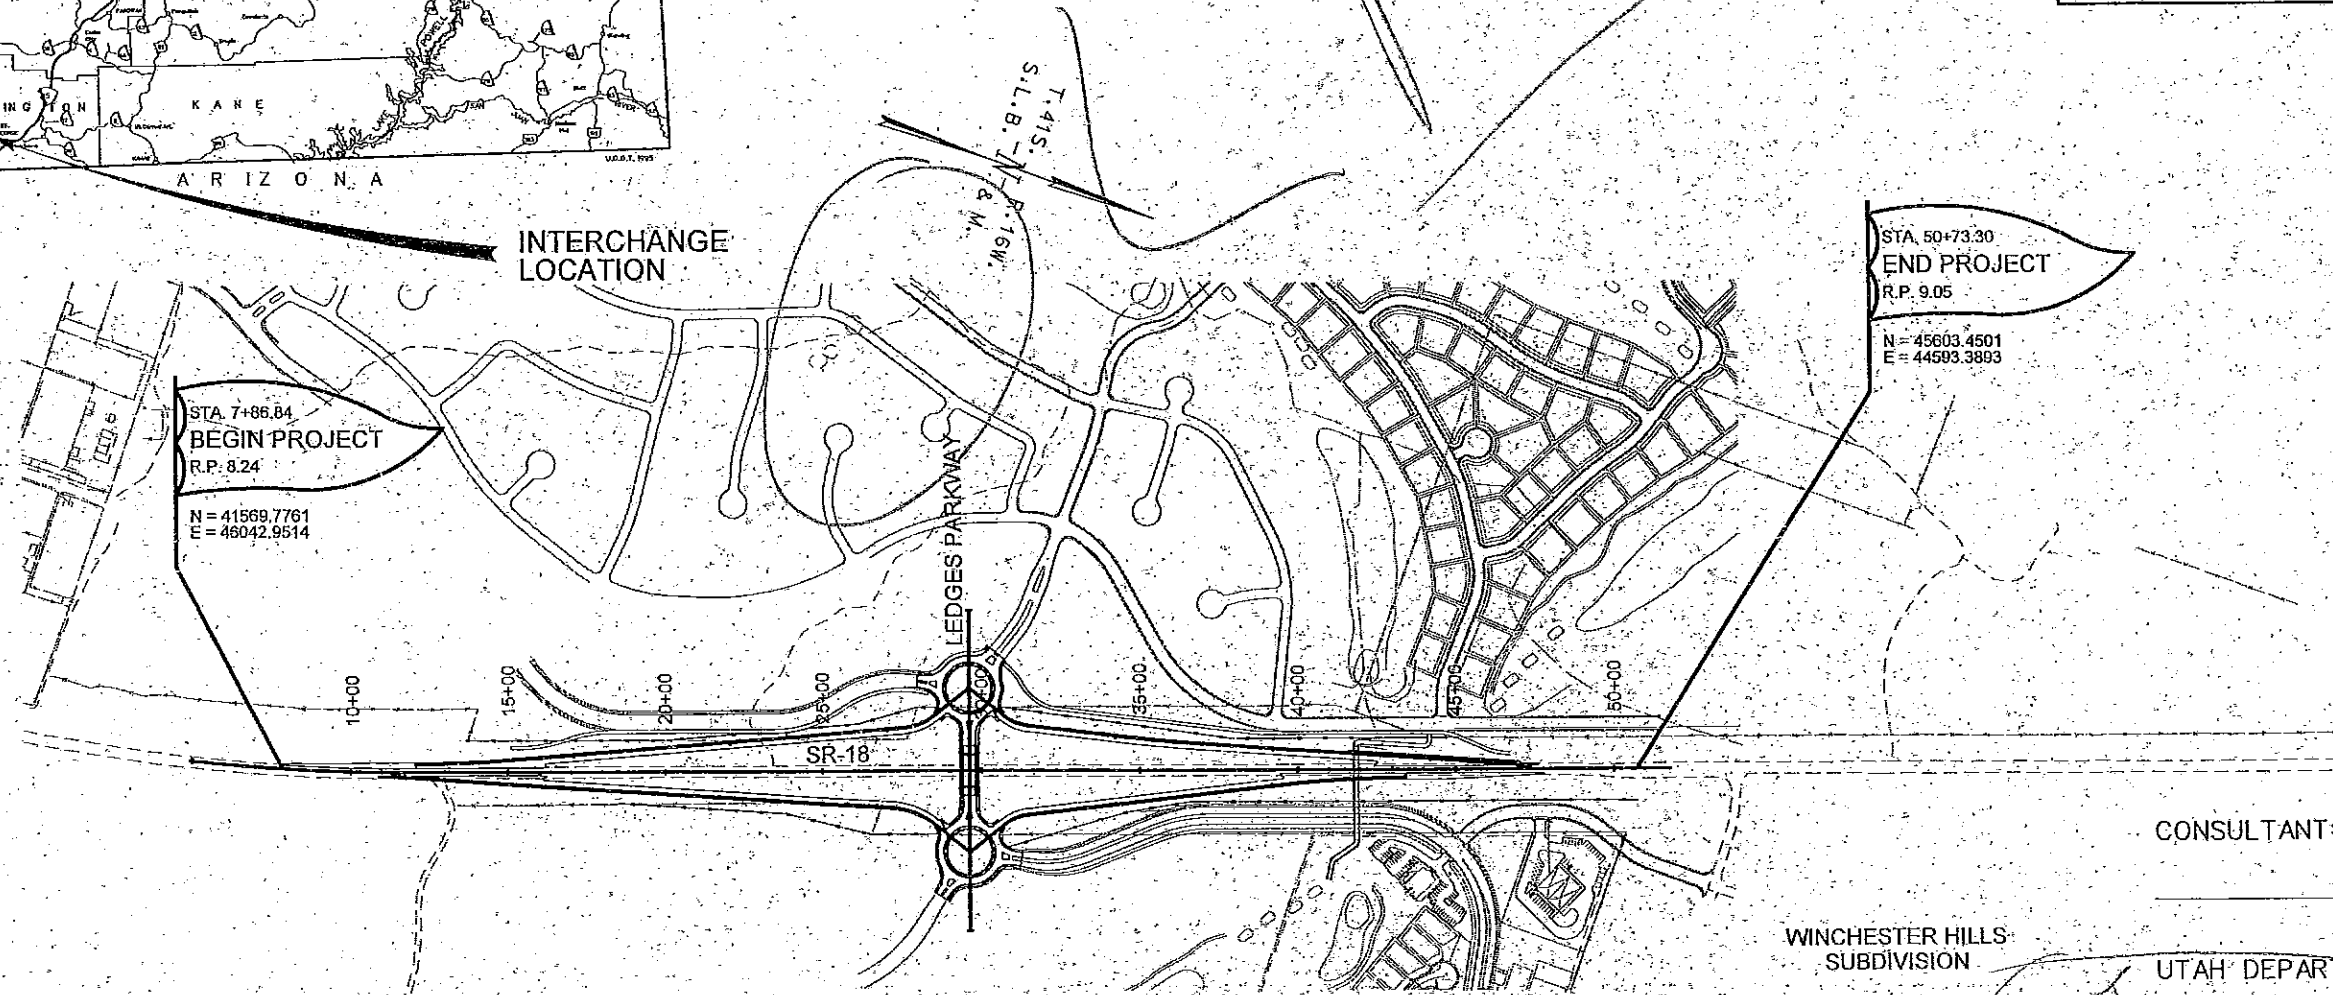 KANE
U.D.O.T. 1995
ARIZONA
INTERCHANGE
LOCATION
T.41S. - R.16W.
S.L.B. & M.
STA. 7+86.84
BEGIN PROJECT
R.P. 8.24
N = 41569.7761
E = 46042.9514
STA. 50+73.30
END PROJECT
R.P. 9.05
N = 45603.4501
E = 44593.3893
LEDGES PARKWAY
10+00
15+00
20+00
25+00
35+00
40+00
45+00
50+00
SR-18
CONSULTANT:
WINCHESTER HILLS
SUBDIVISION
UTAH DEPAR